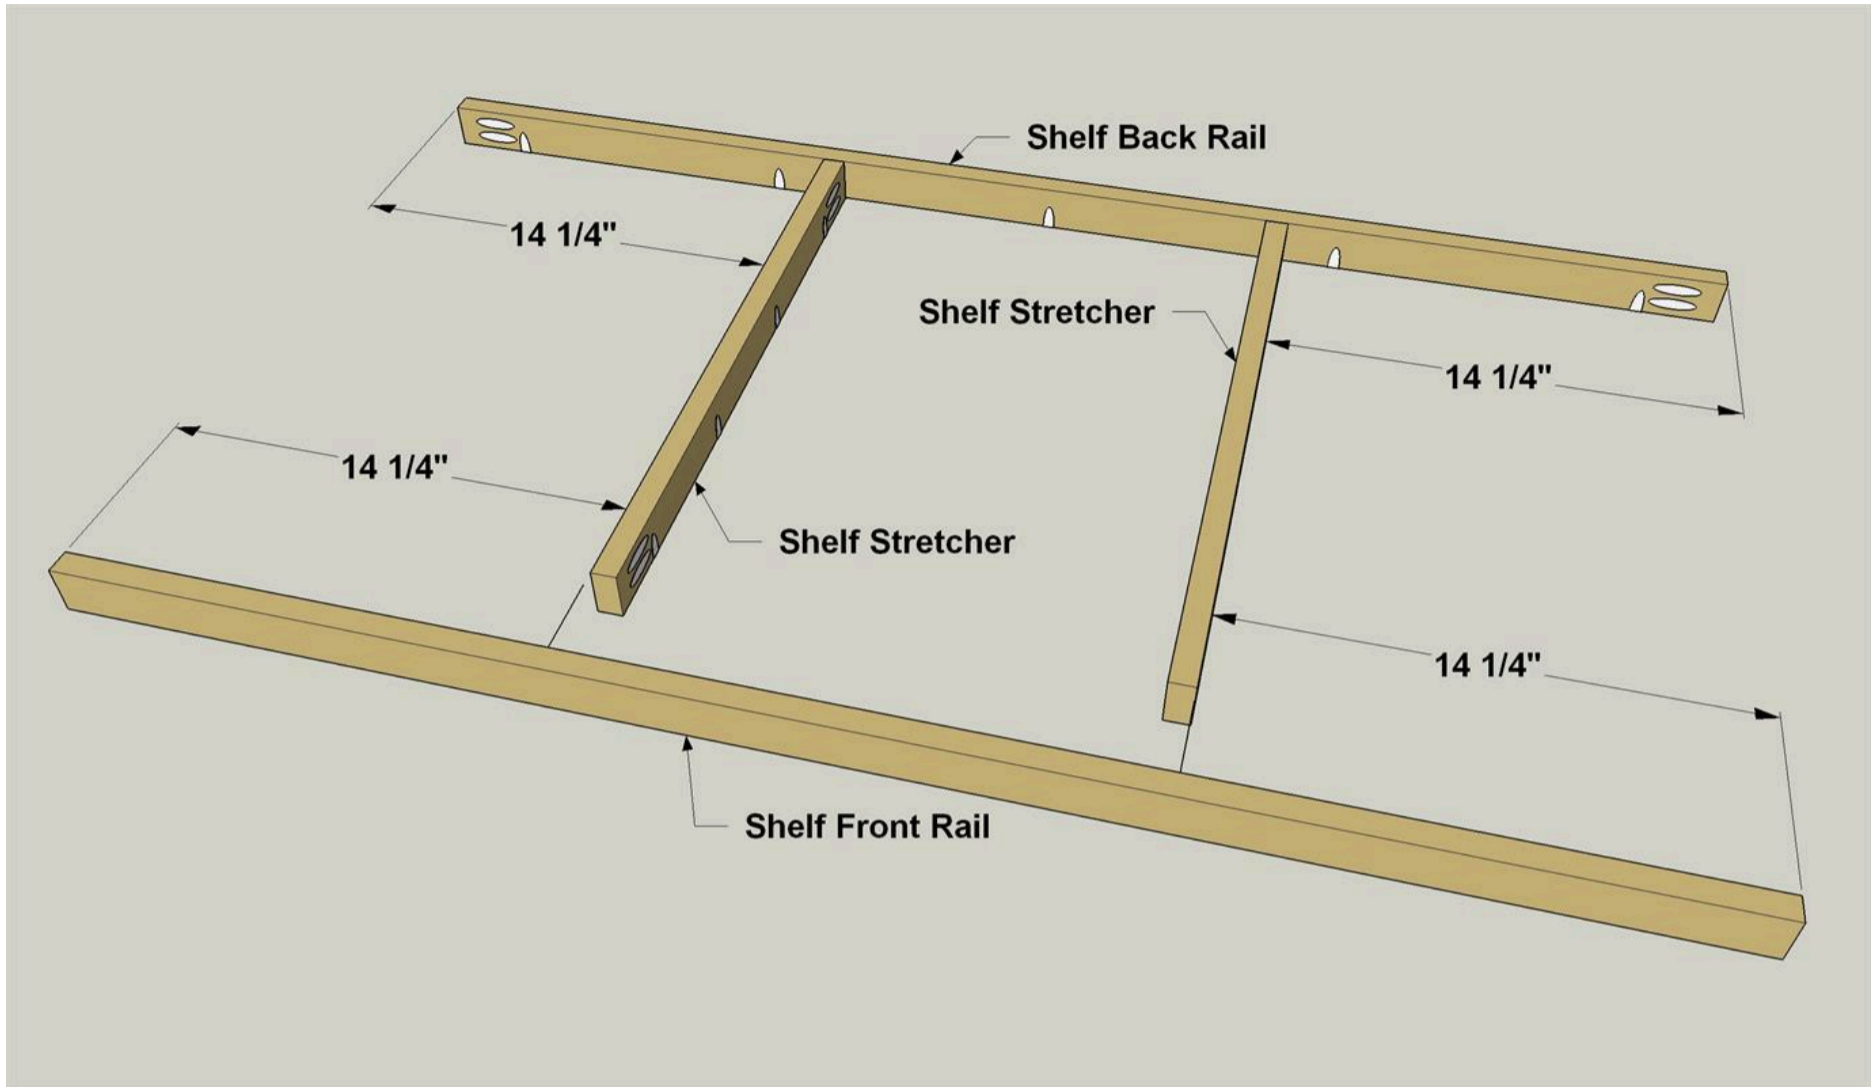 Shelf Back Rail
14 1/4"
Shelf Stretcher
14 1/4"
14 1/4"
Shelf Stretcher
14 1/4"
Shelf Front Rail